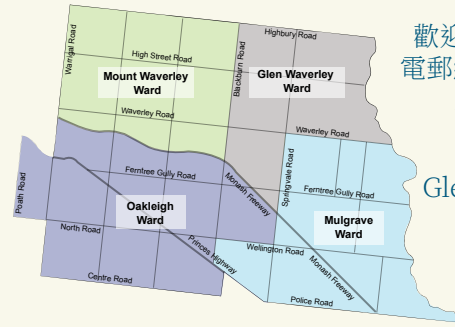 Highbury Road
Warrigal Road
High Street Road
Blackburn Road
Mount Waverley
Ward
Glen Waverley
Ward
Waverley Road
Waverley Road
Springvale Road
Ferntree Gully Road
Monash Freeway
Ferntree Gully Road
Poath Road
Oakleigh
Ward
Mulgrave
Ward
North Road
Princes Highway
Wellington Road
Monash Freeway
Centre Road
Police Road
歡迎
電郵
Gle